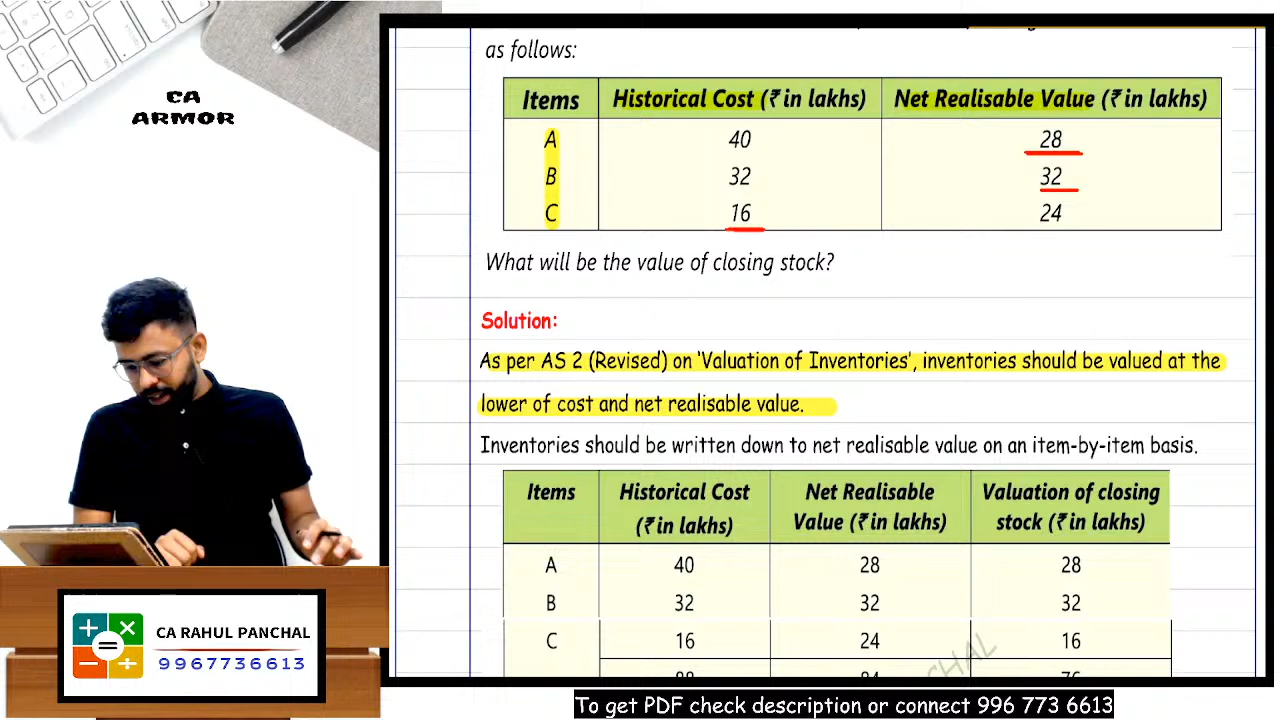 CA
ARMOR
as follows:
Items Historical Cost (₹ in lakhs) Net Realisable Value (₹ in lakhs)
A 40 28
B 32 32
C 16 24
What will be the value of closing stock?
Solution:
As per AS 2 (Revised) on ‘Valuation of Inventories’, inventories should be valued at the
lower of cost and net realisable value.
Inventories should be written down to net realisable value on an item-by-item basis.
Items Historical Cost Net Realisable Valuation of closing
(₹ in lakhs) Value (₹ in lakhs) stock (₹ in lakhs)
A 40 28 28
B 32 32 32
C 16 24 16
+ × = − ÷
CA RAHUL PANCHAL
9967736613
To get PDF check description or connect 996 773 6613